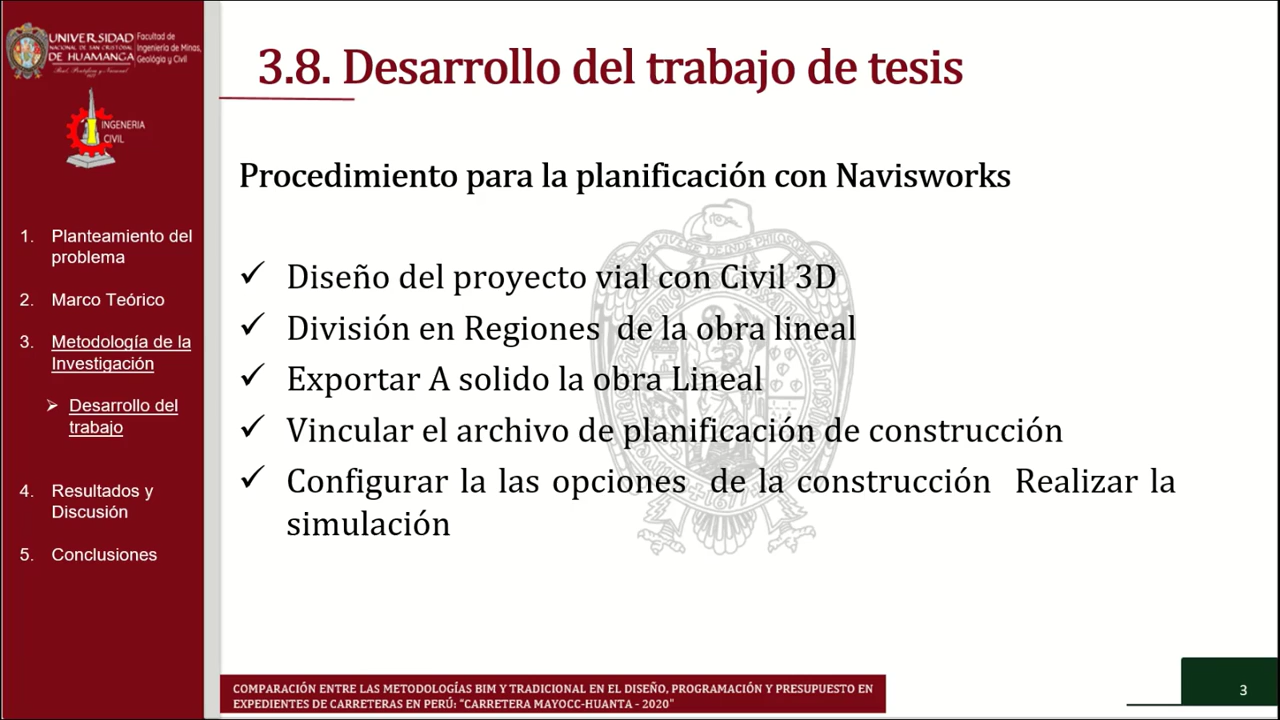 UNIVERSIDAD
NACIONAL DE SAN CRISTÓBAL
DE HUAMANGA
Real, Pontificia y Nacional
Facultad de
Ingeniería de Minas,
Geología y Civil
INGENERIA
CIVIL
1. Planteamiento del
problema
2. Marco Teórico
3. Metodología de la
Investigación
➢ Desarrollo del
trabajo
4. Resultados y
Discusión
5. Conclusiones
3.8. Desarrollo del trabajo de tesis
Procedimiento para la planificación con Navisworks
✓ Diseño del proyecto vial con Civil 3D
✓ División en Regiones de la obra lineal
✓ Exportar A solido la obra Lineal
✓ Vincular el archivo de planificación de construcción
✓ Configurar la las opciones de la construcción Realizar la
simulación
COMPARACIÓN ENTRE LAS METODOLOGÍAS BIM Y TRADICIONAL EN EL DISEÑO, PROGRAMACIÓN Y PRESUPUESTO EN
EXPEDIENTES DE CARRETERAS EN PERÚ: "CARRETERA MAYOCC-HUANTA - 2020"
3